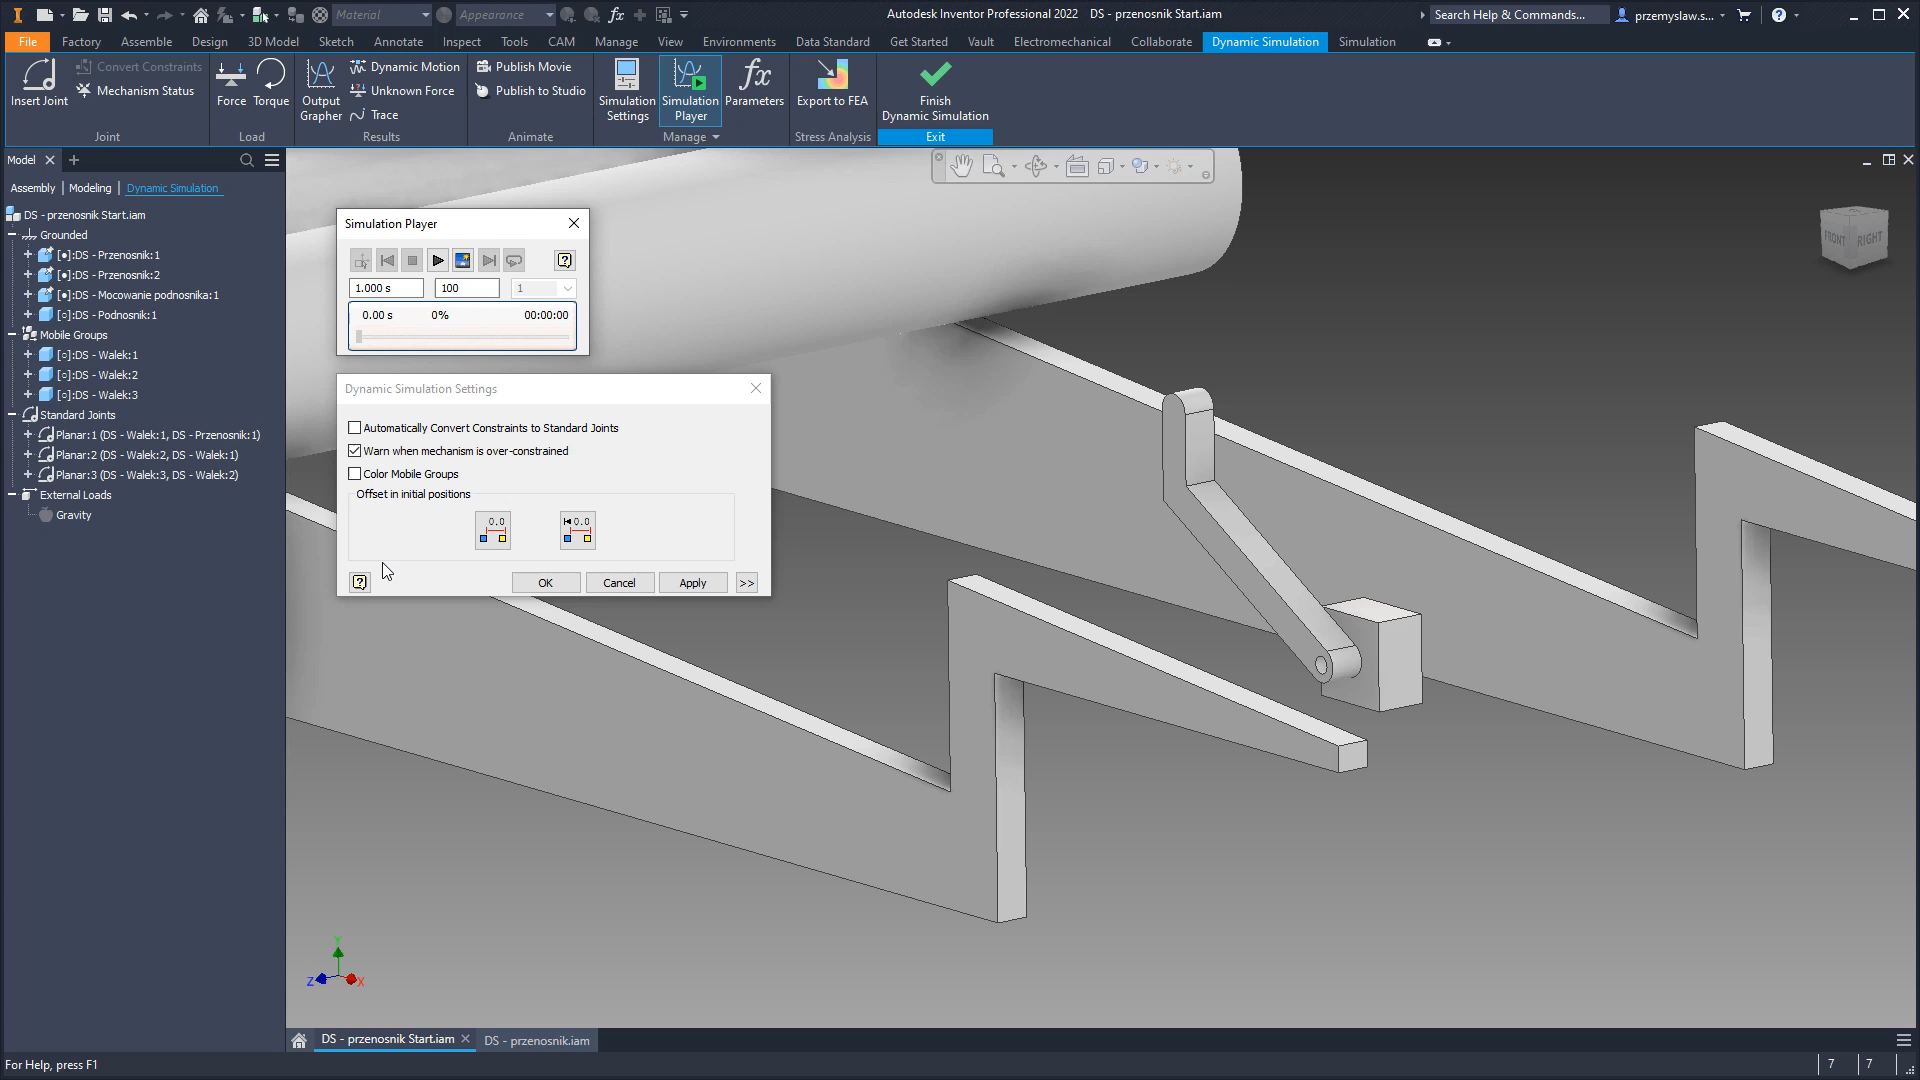 Material
Appearance
Autodesk Inventor Professional 2022 DS - przenosnik Start.iam
Search Help & Commands...
przemyslaw.s...
File Factory Assemble Design 3D Model Sketch Annotate Inspect Tools CAM Manage View Environments Data Standard Get Started Vault Electromechanical Collaborate Dynamic Simulation Simulation
Insert Joint
Convert Constraints
Mechanism Status
Joint
Force
Torque
Load
Output Grapher
Dynamic Motion
Unknown Force
Trace
Results
Publish Movie
Publish to Studio
Animate
Simulation Settings
Simulation Player
Parameters
Manage
Export to FEA
Stress Analysis
Finish Dynamic Simulation
Exit
Model
Assembly | Modeling | Dynamic Simulation
DS - przenosnik Start.iam
Grounded
[●]:DS - Przenosnik:1
[●]:DS - Przenosnik:2
[●]:DS - Mocowanie podnosnika:1
[○]:DS - Podnosnik:1
Mobile Groups
[○]:DS - Walek:1
[○]:DS - Walek:2
[○]:DS - Walek:3
Standard Joints
Planar:1 (DS - Walek:1, DS - Przenosnik:1)
Planar:2 (DS - Walek:2, DS - Walek:1)
Planar:3 (DS - Walek:3, DS - Walek:2)
External Loads
Gravity
Simulation Player
1.000 s 100 1
0.00 s 0% 00:00:00
Dynamic Simulation Settings
Automatically Convert Constraints to Standard Joints
Warn when mechanism is over-constrained
Color Mobile Groups
Offset in initial positions
0.0 0.0
OK Cancel Apply >>
FRONT RIGHT
Y
Z X
DS - przenosnik Start.iam DS - przenosnik.iam
For Help, press F1
7 7